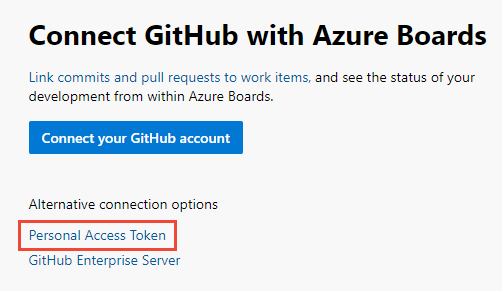 Connect GitHub with Azure Boards
Link commits and pull requests to work items, and see the status of your
development from within Azure Boards.
Connect your GitHub account
Alternative connection options
Personal Access Token
GitHub Enterprise Server